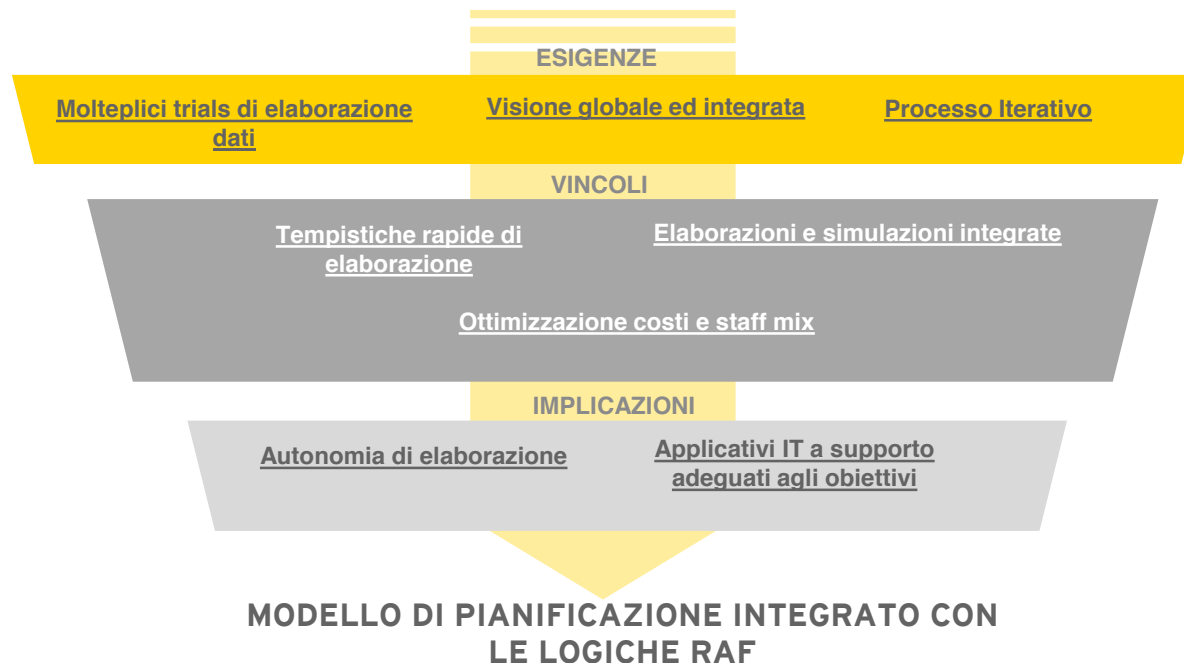 ESIGENZE
Molteplici trials di elaborazione
dati
Visione globale ed integrata
Processo Iterativo
VINCOLI
Tempistiche rapide di
elaborazione
Elaborazioni e simulazioni integrate
Ottimizzazione costi e staff mix
IMPLICAZIONI
Autonomia di elaborazione
Applicativi IT a supporto
adeguati agli obiettivi
MODELLO DI PIANIFICAZIONE INTEGRATO CON
LE LOGICHE RAF